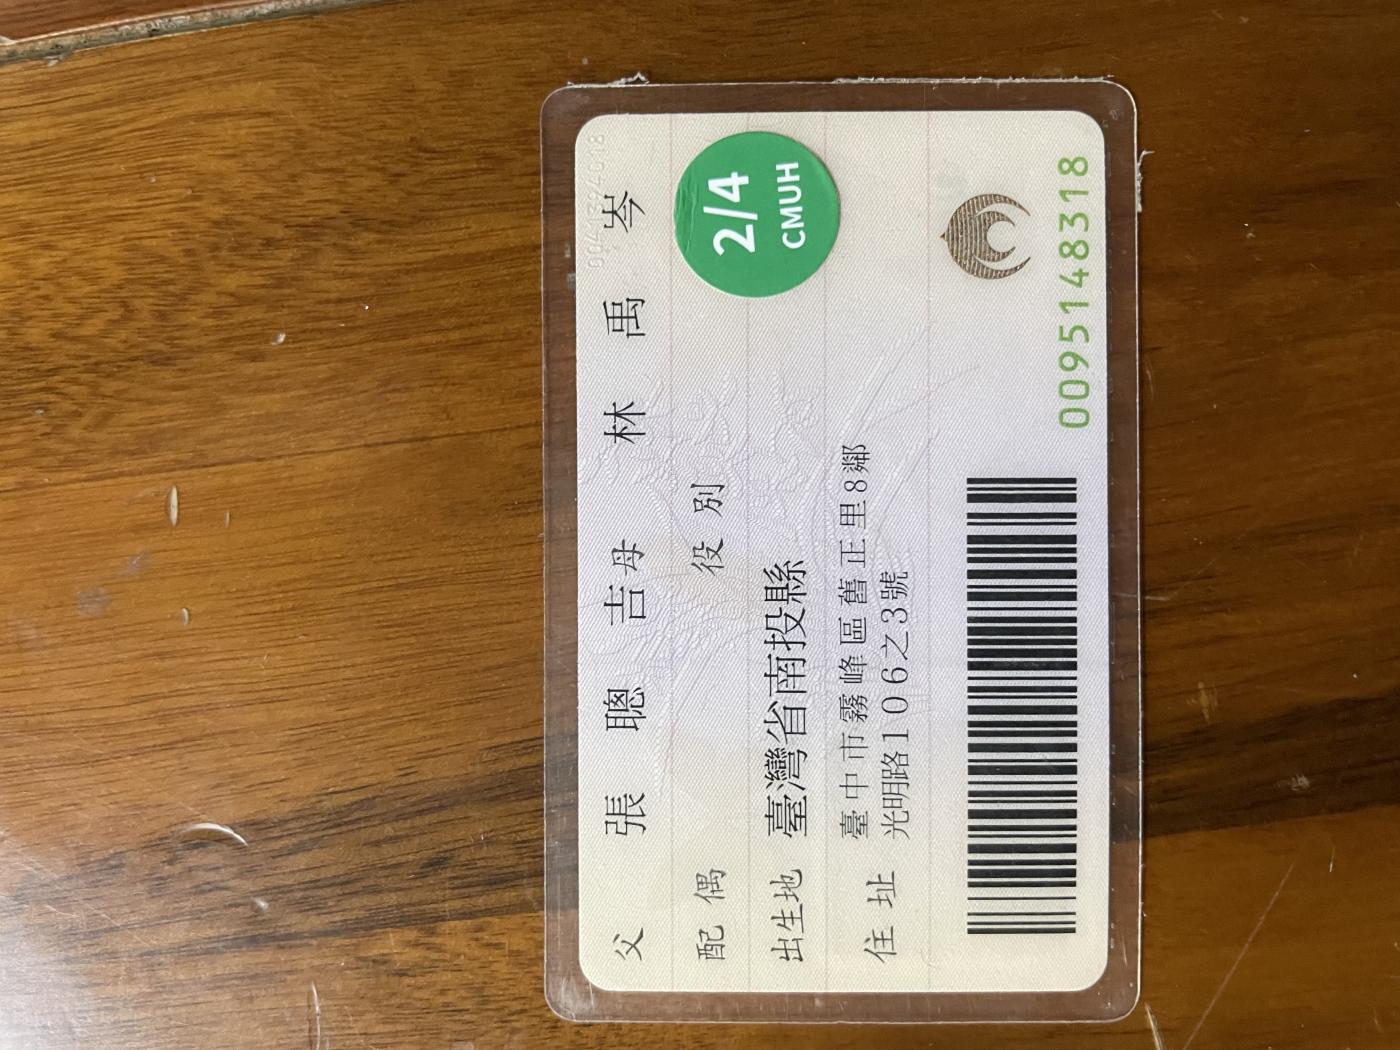 父 張聰吉 母 林禹岑
配偶 役別
出生地 臺灣省南投縣
住址 臺中市霧峰區舊正里8鄰
光明路106之3號
2/4
CMUH
0095148318